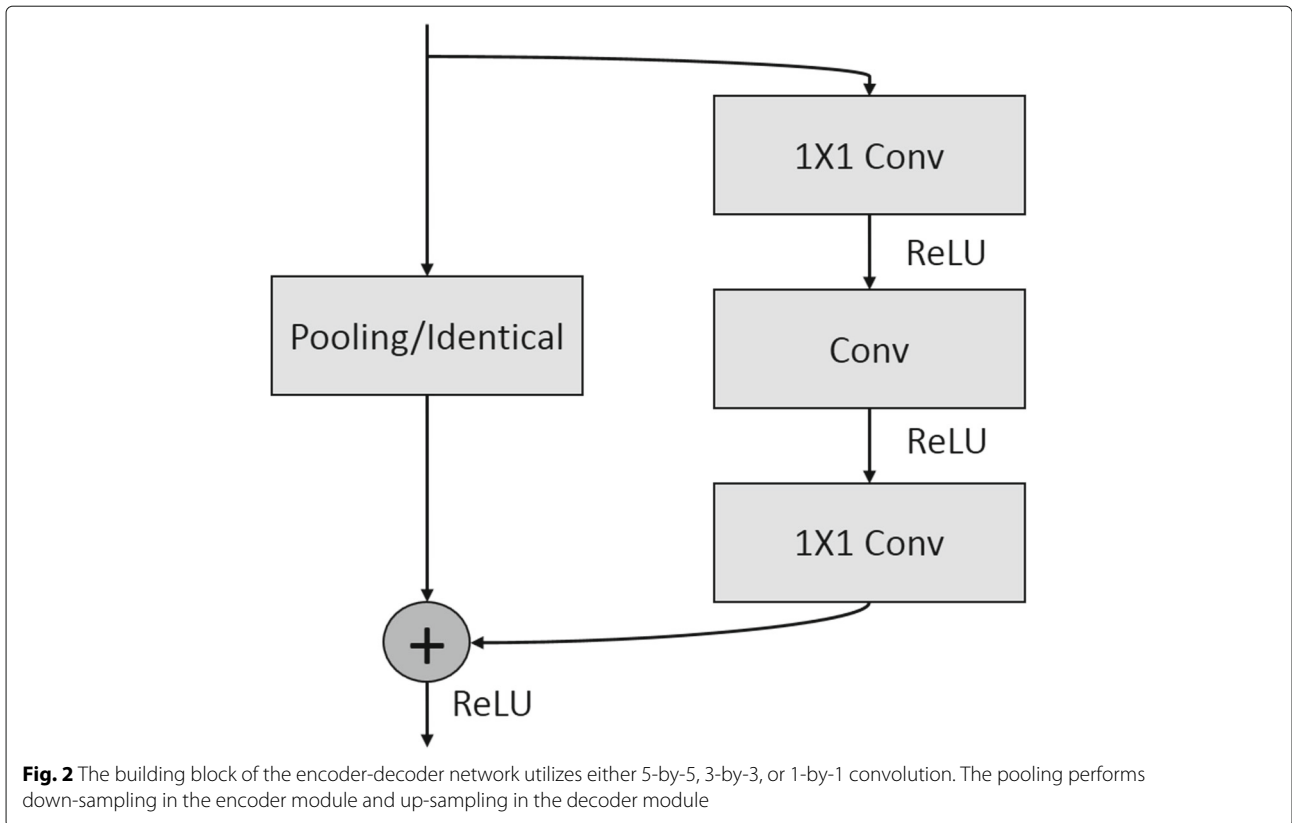 1X1 Conv
ReLU
Pooling/Identical
Conv
ReLU
1X1 Conv
+
ReLU
Fig. 2 The building block of the encoder-decoder network utilizes either 5-by-5, 3-by-3, or 1-by-1 convolution. The pooling performs
down-sampling in the encoder module and up-sampling in the decoder module